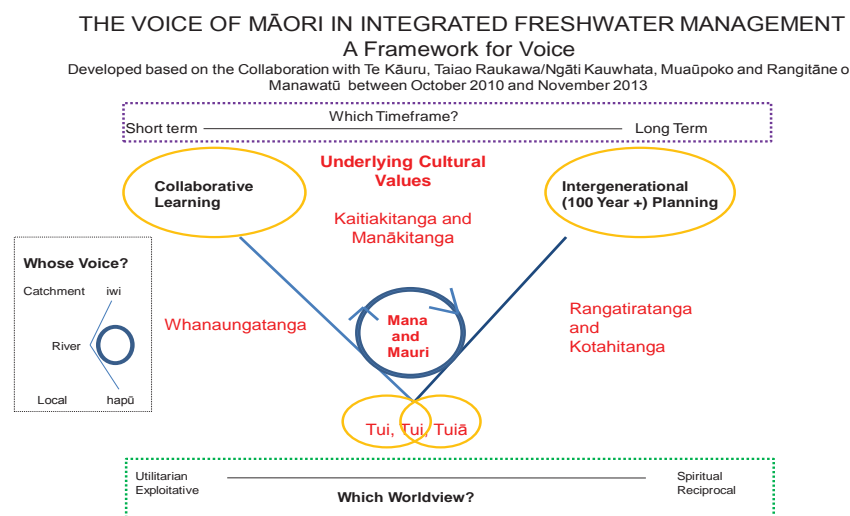 THE VOICE OF MĀORI IN INTEGRATED FRESHWATER MANAGEMENT
A Framework for Voice
Developed based on the Collaboration with Te Kāuru, Taiao Raukawa/Ngāti Kauwhata, Muaūpoko and Rangitāne o
Manawatū between October 2010 and November 2013
Which Timeframe?
Short term
Long Term
Underlying Cultural
Values
Collaborative
Learning
Intergenerational
(100 Year +) Planning
Kaitiakitanga and
Manākitanga
Whose Voice?
Catchment iwi
River
Local hapū
Whanaungatanga
Mana
and
Mauri
Rangatiratanga
and
Kotahitanga
Tui, Tui, Tuiā
Utilitarian
Exploitative
Spiritual
Reciprocal
Which Worldview?